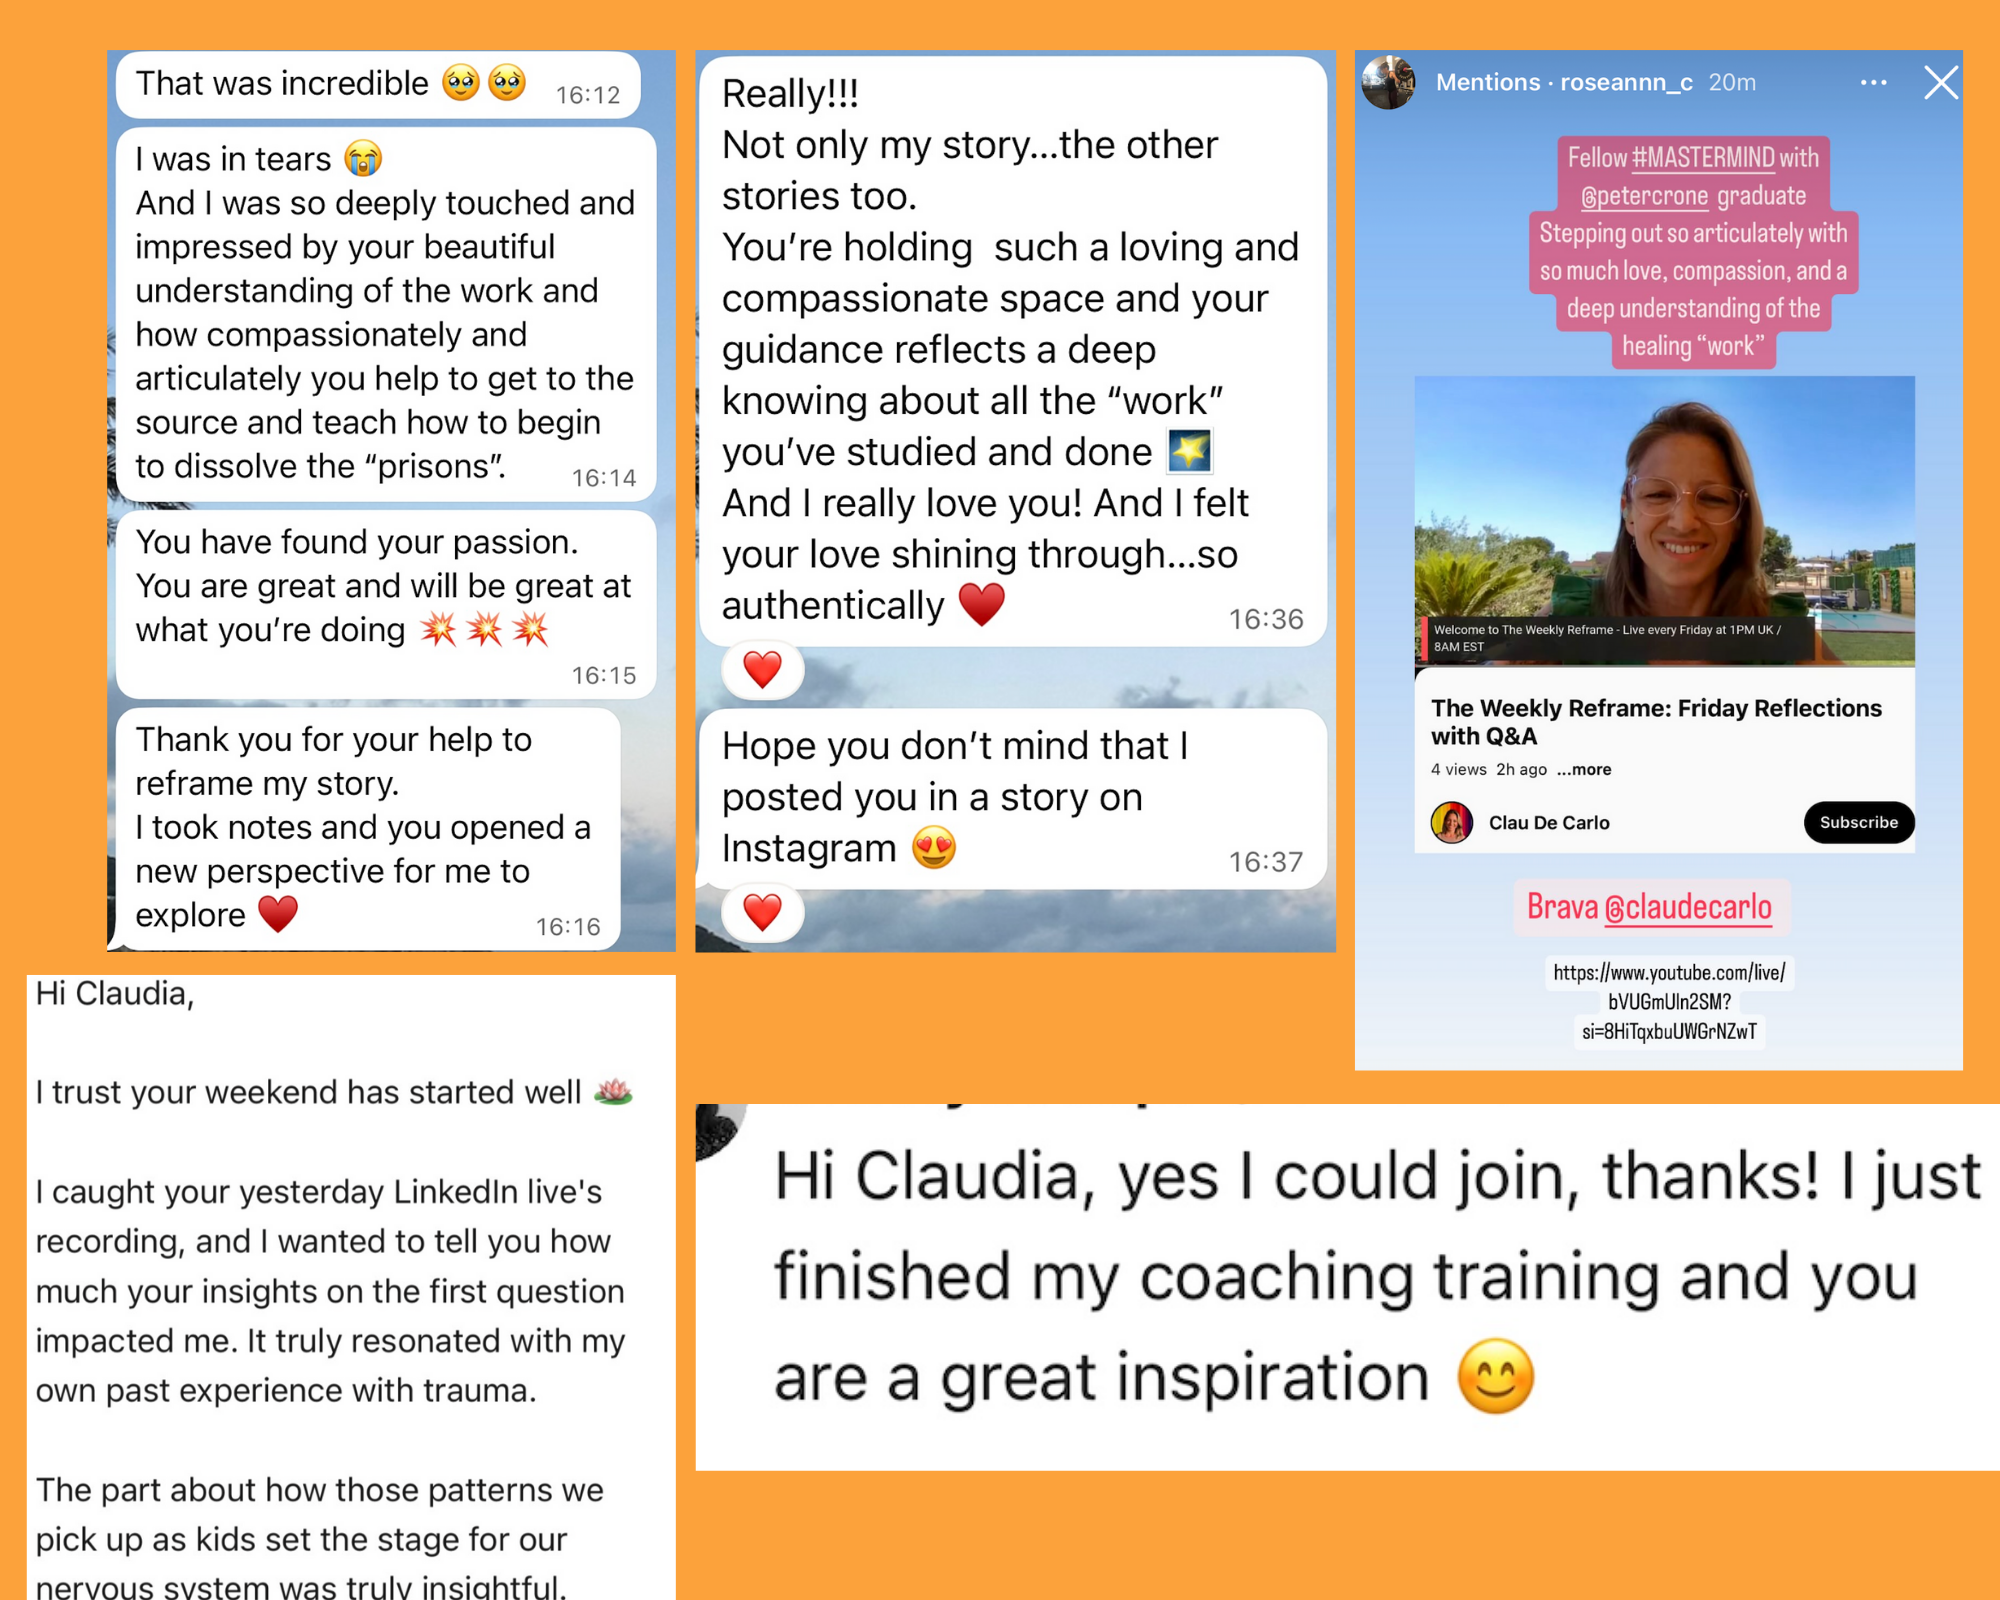 That was incredible 🥹🥹 16:12
I was in tears 😭
And I was so deeply touched and
impressed by your beautiful
understanding of the work and
how compassionately and
articulately you help to get to the
source and teach how to begin
to dissolve the “prisons”. 16:14
You have found your passion.
You are great and will be great at
what you’re doing 💥💥💥
16:15
Thank you for your help to
reframe my story.
I took notes and you opened a
new perspective for me to
explore ♥️ 16:16
Really!!!
Not only my story...the other
stories too.
You’re holding  such a loving and
compassionate space and your
guidance reflects a deep
knowing about all the “work”
you’ve studied and done 🌠
And I really love you! And I felt
your love shining through...so
authentically ♥️ 16:36
❤️
Hope you don’t mind that I
posted you in a story on
Instagram 😍 16:37
❤️
Mentions · roseannn_c 20m
Fellow #MASTERMIND with
@petercrone graduate
Stepping out so articulately with
so much love, compassion, and a
deep understanding of the
healing “work”
Welcome to The Weekly Reframe - Live every Friday at 1PM UK /
8AM EST
The Weekly Reframe: Friday Reflections
with Q&A
4 views 2h ago ...more
Clau De Carlo
Subscribe
Brava @claudecarlo
https://www.youtube.com/live/
bVUGmUIn2SM?
si=8HiTqxbuUWGrNZwT
Hi Claudia,
I trust your weekend has started well 🪷
I caught your yesterday LinkedIn live's
recording, and I wanted to tell you how
much your insights on the first question
impacted me. It truly resonated with my
own past experience with trauma.
The part about how those patterns we
pick up as kids set the stage for our
nervous system was truly insightful.
Hi Claudia, yes I could join, thanks! I just
finished my coaching training and you
are a great inspiration 😊